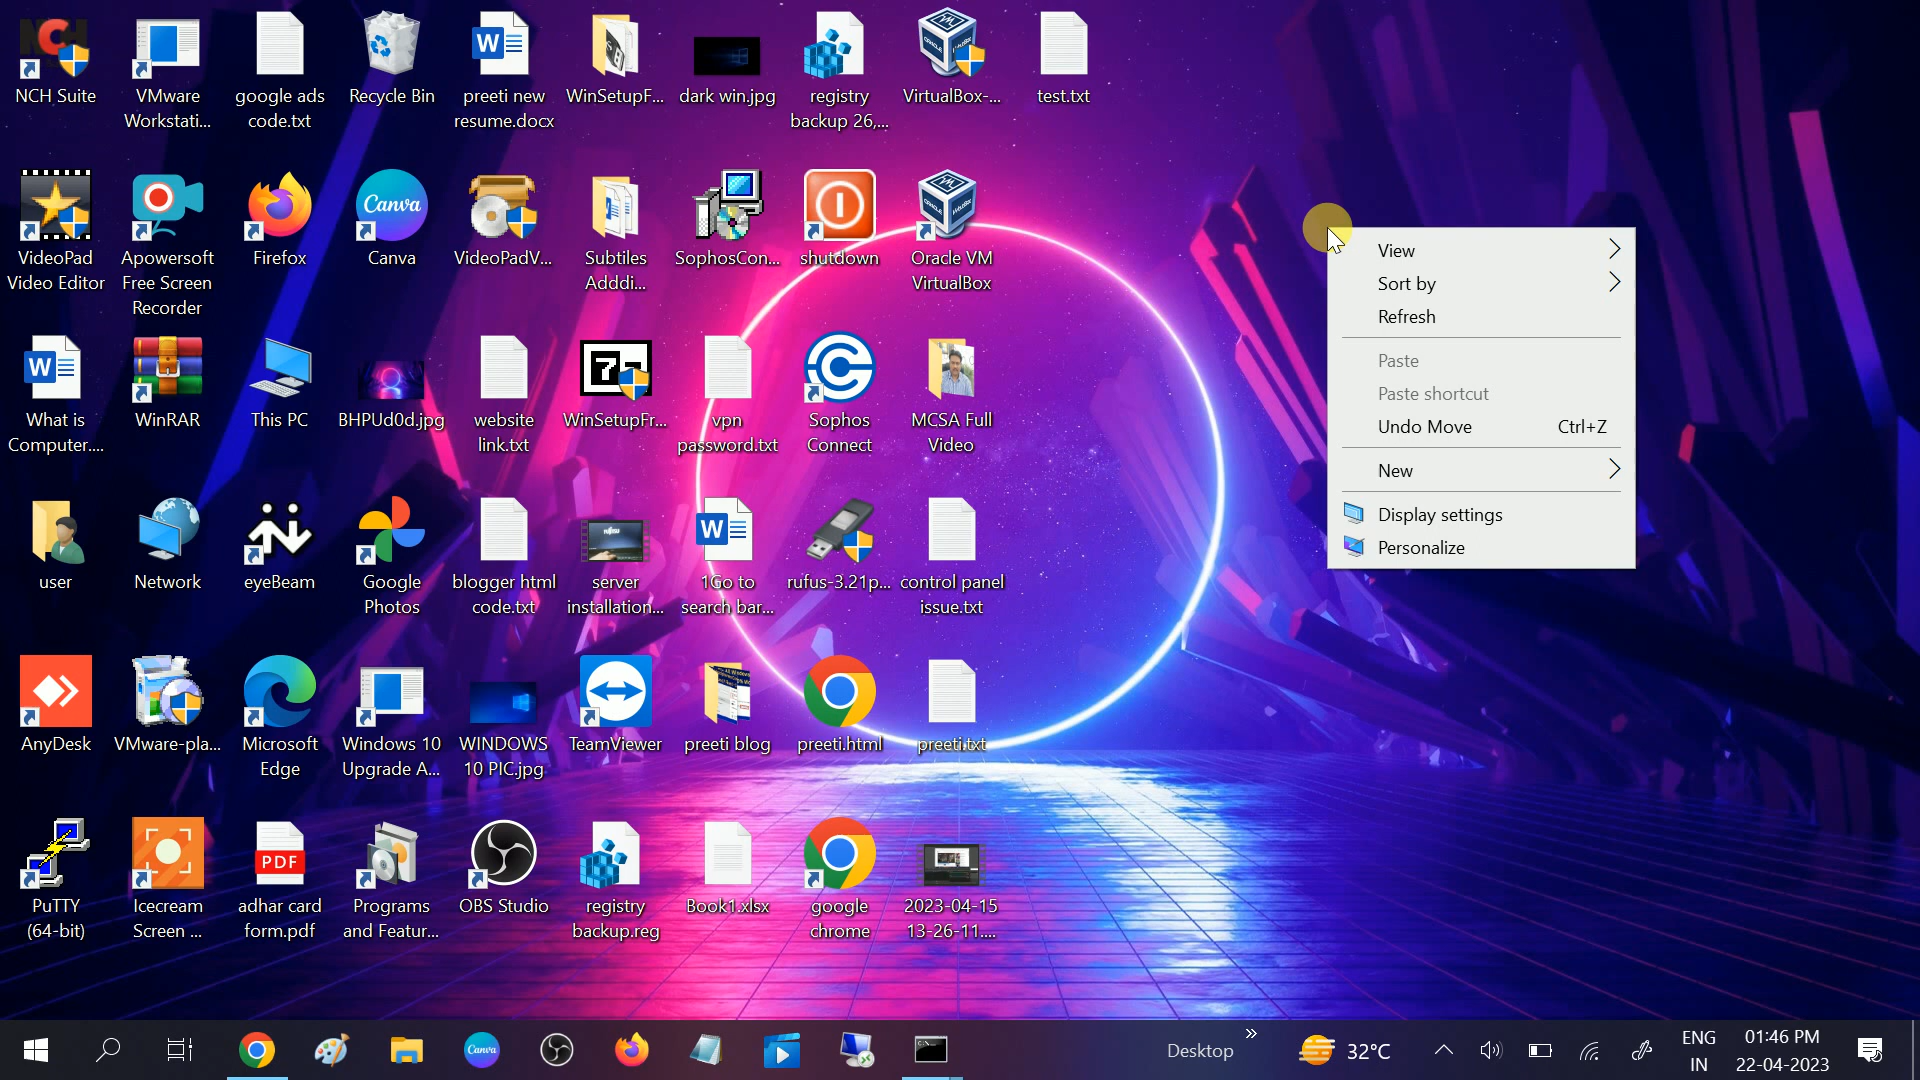 NCH Suite
VMware
Workstati...
google ads
code.txt
Recycle Bin
preeti new
resume.docx
WinSetupF...
dark win.jpg
registry
backup 26,...
VirtualBox-...
test.txt
VideoPad
Video Editor
Apowersoft
Free Screen
Recorder
Firefox
Canva
Canva
VideoPadV...
Subtiles
Adddi...
SophosCon...
shutdown
Oracle VM
VirtualBox
What is
Computer....
WinRAR
This PC
BHPUd0d.jpg
website
link.txt
WinSetupFr...
vpn
password.txt
Sophos
Connect
MCSA Full
Video
user
Network
eyeBeam
Google
Photos
blogger html
code.txt
server
installation...
1Go to
search bar...
rufus-3.21p...
control panel
issue.txt
AnyDesk
VMware-pla...
Microsoft
Edge
Windows 10
Upgrade A...
WINDOWS
10 PIC.jpg
TeamViewer
preeti blog
preeti.html
preeti.txt
PuTTY
(64-bit)
Icecream
Screen ...
PDF
adhar card
form.pdf
Programs
and Featur...
OBS Studio
registry
backup.reg
Book1.xlsx
google
chrome
2023-04-15
13-26-11....
View
Sort by
Refresh
Paste
Paste shortcut
Undo Move Ctrl+Z
New
Display settings
Personalize
Canva
Desktop
32°C
ENG
IN
01:46 PM
22-04-2023